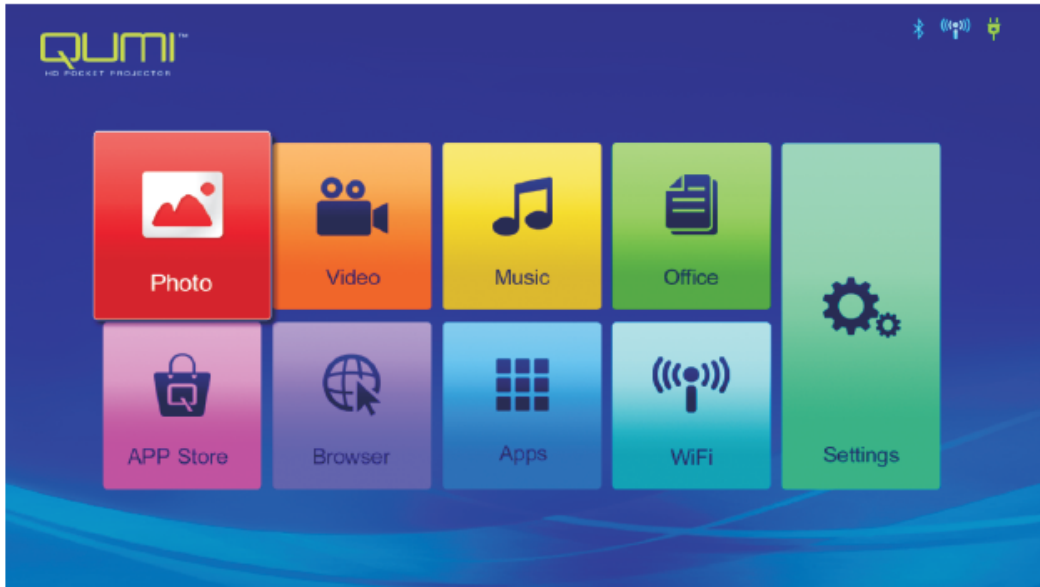 QUMI™
HD POCKET PROJECTOR
Photo
Video
Music
Office
APP Store
Browser
Apps
WiFi
Settings